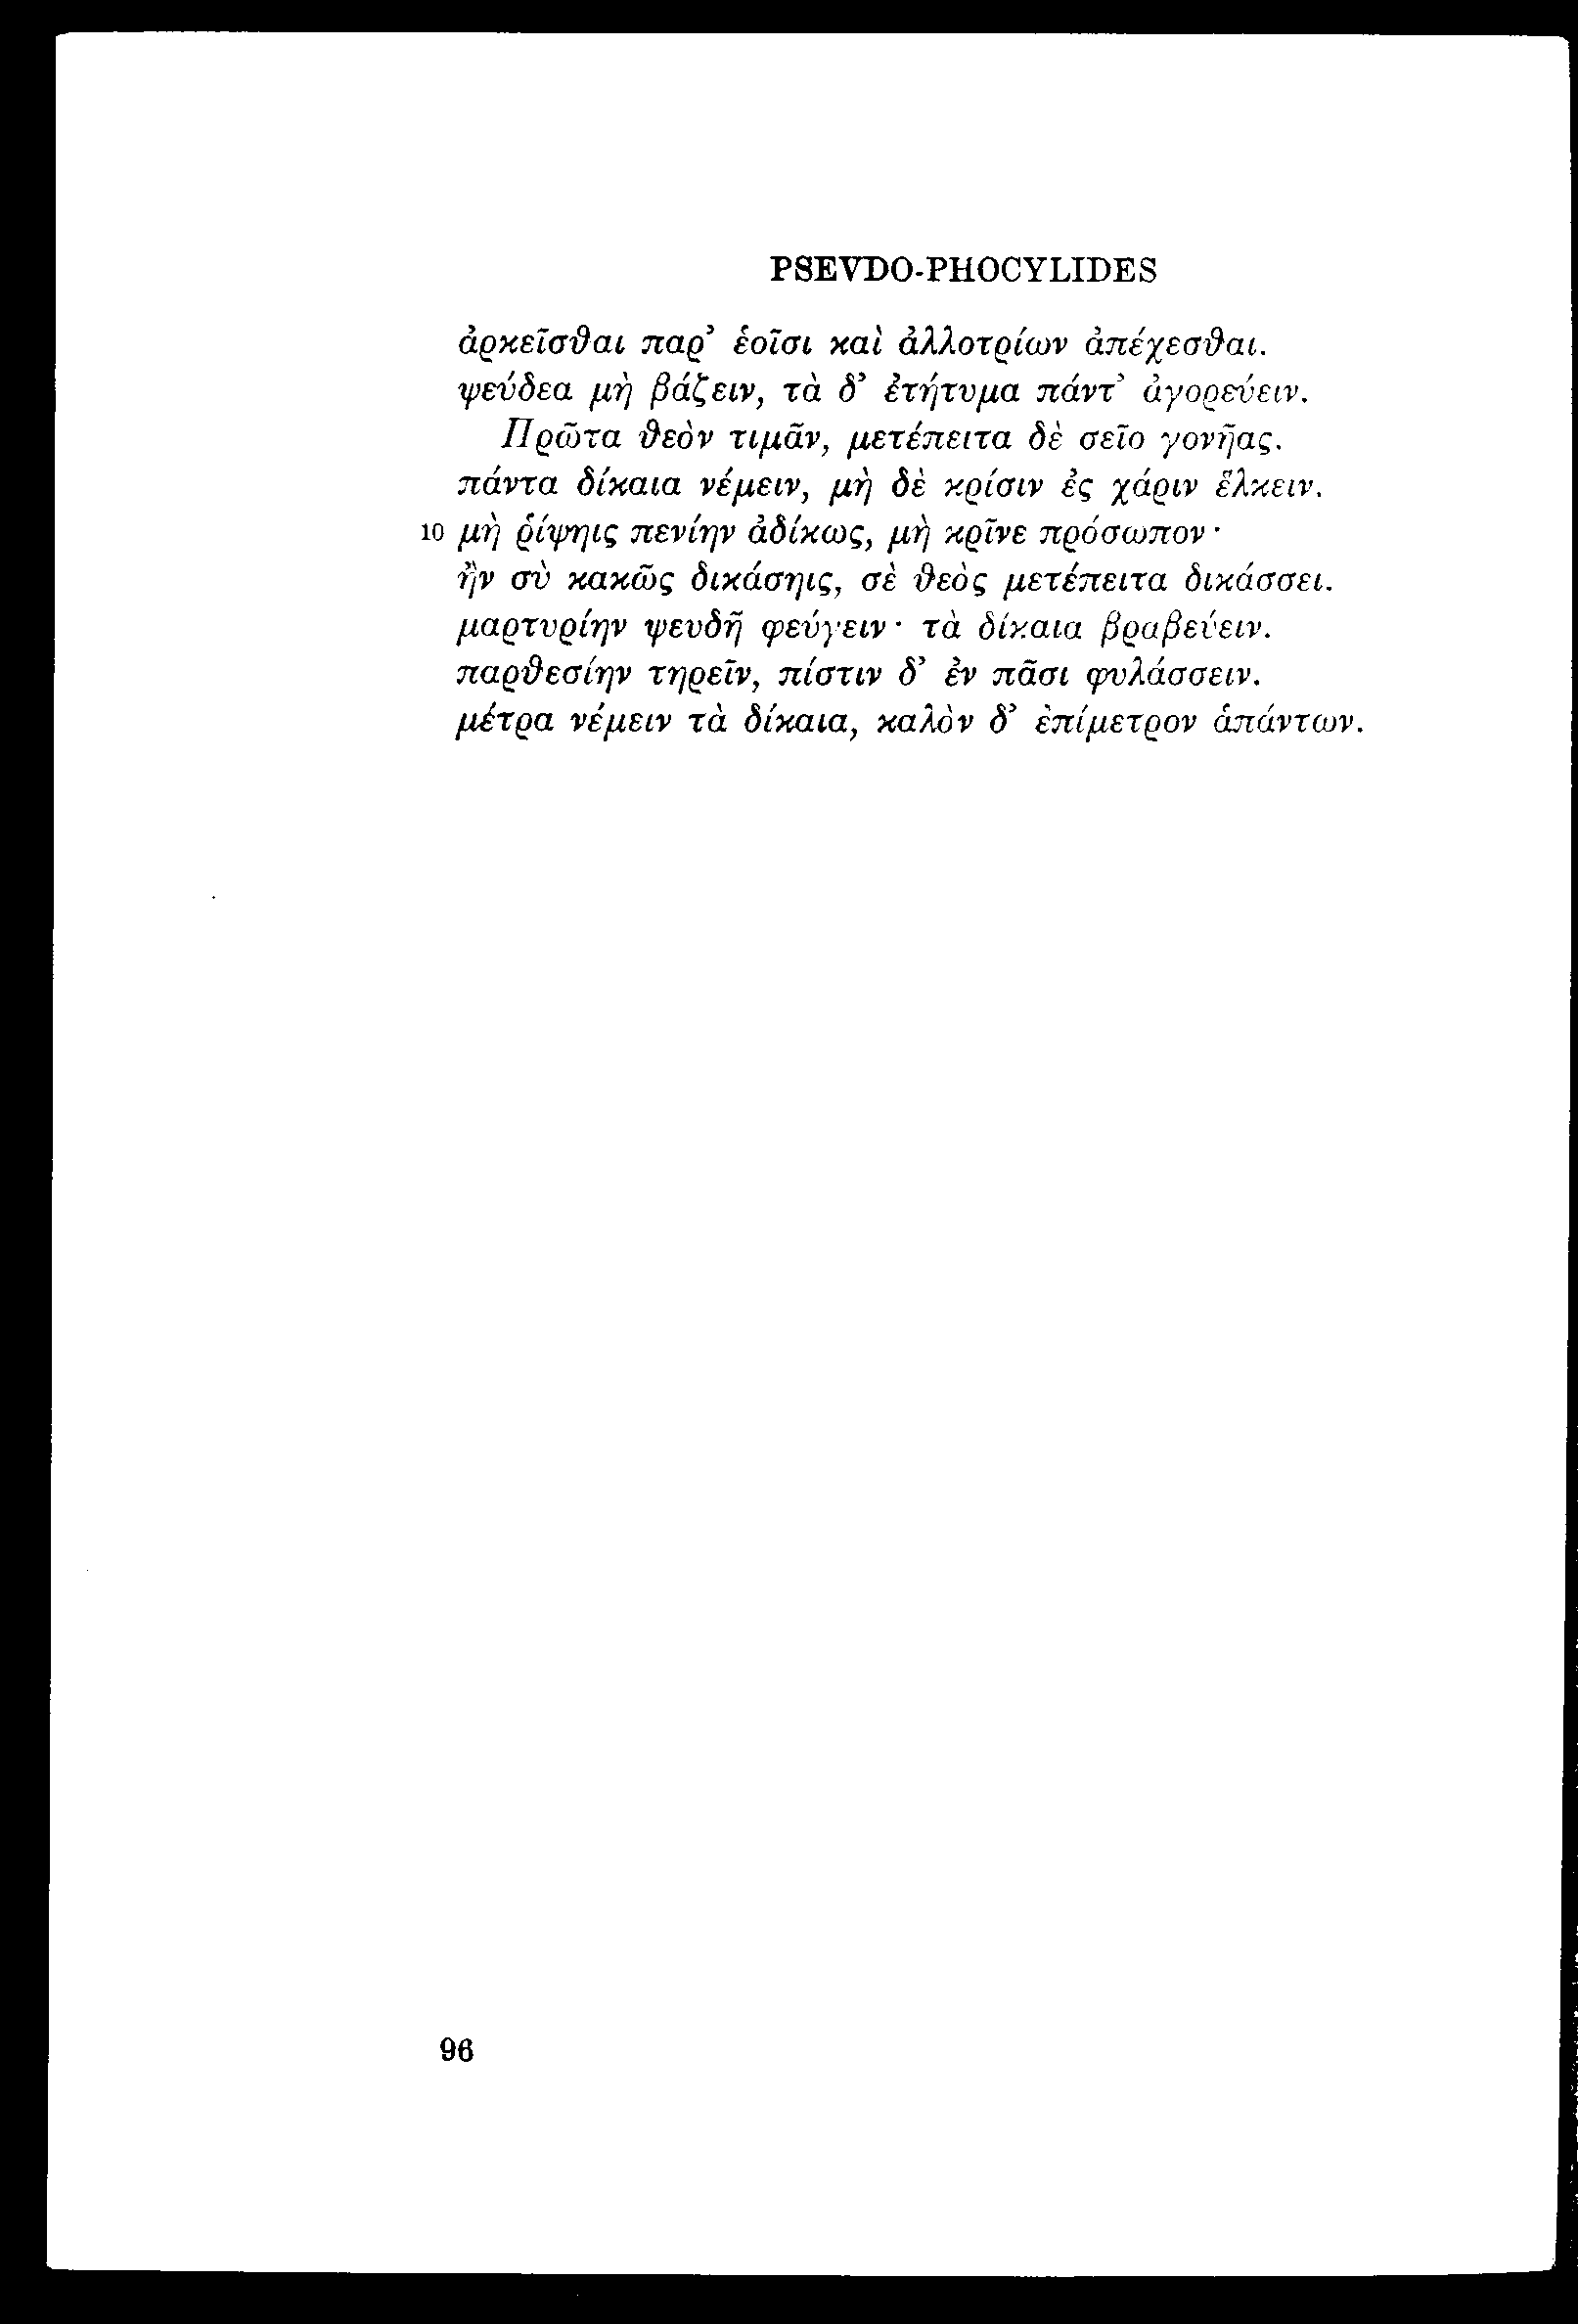 PSEVDO-PHOCYLIDES
ἀρκεῖσθαι παρ’ ἑοῖσι καὶ ἀλλοτρίων ἀπέχεσθαι.
ψεύδεα μὴ βάζειν, τὰ δ’ ἐτήτυμα πάντ’ ἀγορεύειν.
Πρῶτα θεὸν τιμᾶν, μετέπειτα δὲ σεῖο γονῆας.
πάντα δίκαια νέμειν, μὴ δὲ κρίσιν ἐς χάριν ἕλκειν.
10 μὴ ῥίψηις πενίην ἀδίκως, μὴ κρῖνε πρόσωπον·
ἢν σὺ κακῶς δικάσηις, σὲ θεὸς μετέπειτα δικάσσει.
μαρτυρίην ψευδῆ φεύγειν· τὰ δίκαια βραβεύειν.
παρθεσίην τηρεῖν, πίστιν δ’ ἐν πᾶσι φυλάσσειν.
μέτρα νέμειν τὰ δίκαια, καλὸν δ’ ἐπίμετρον ἁπάντων.
96